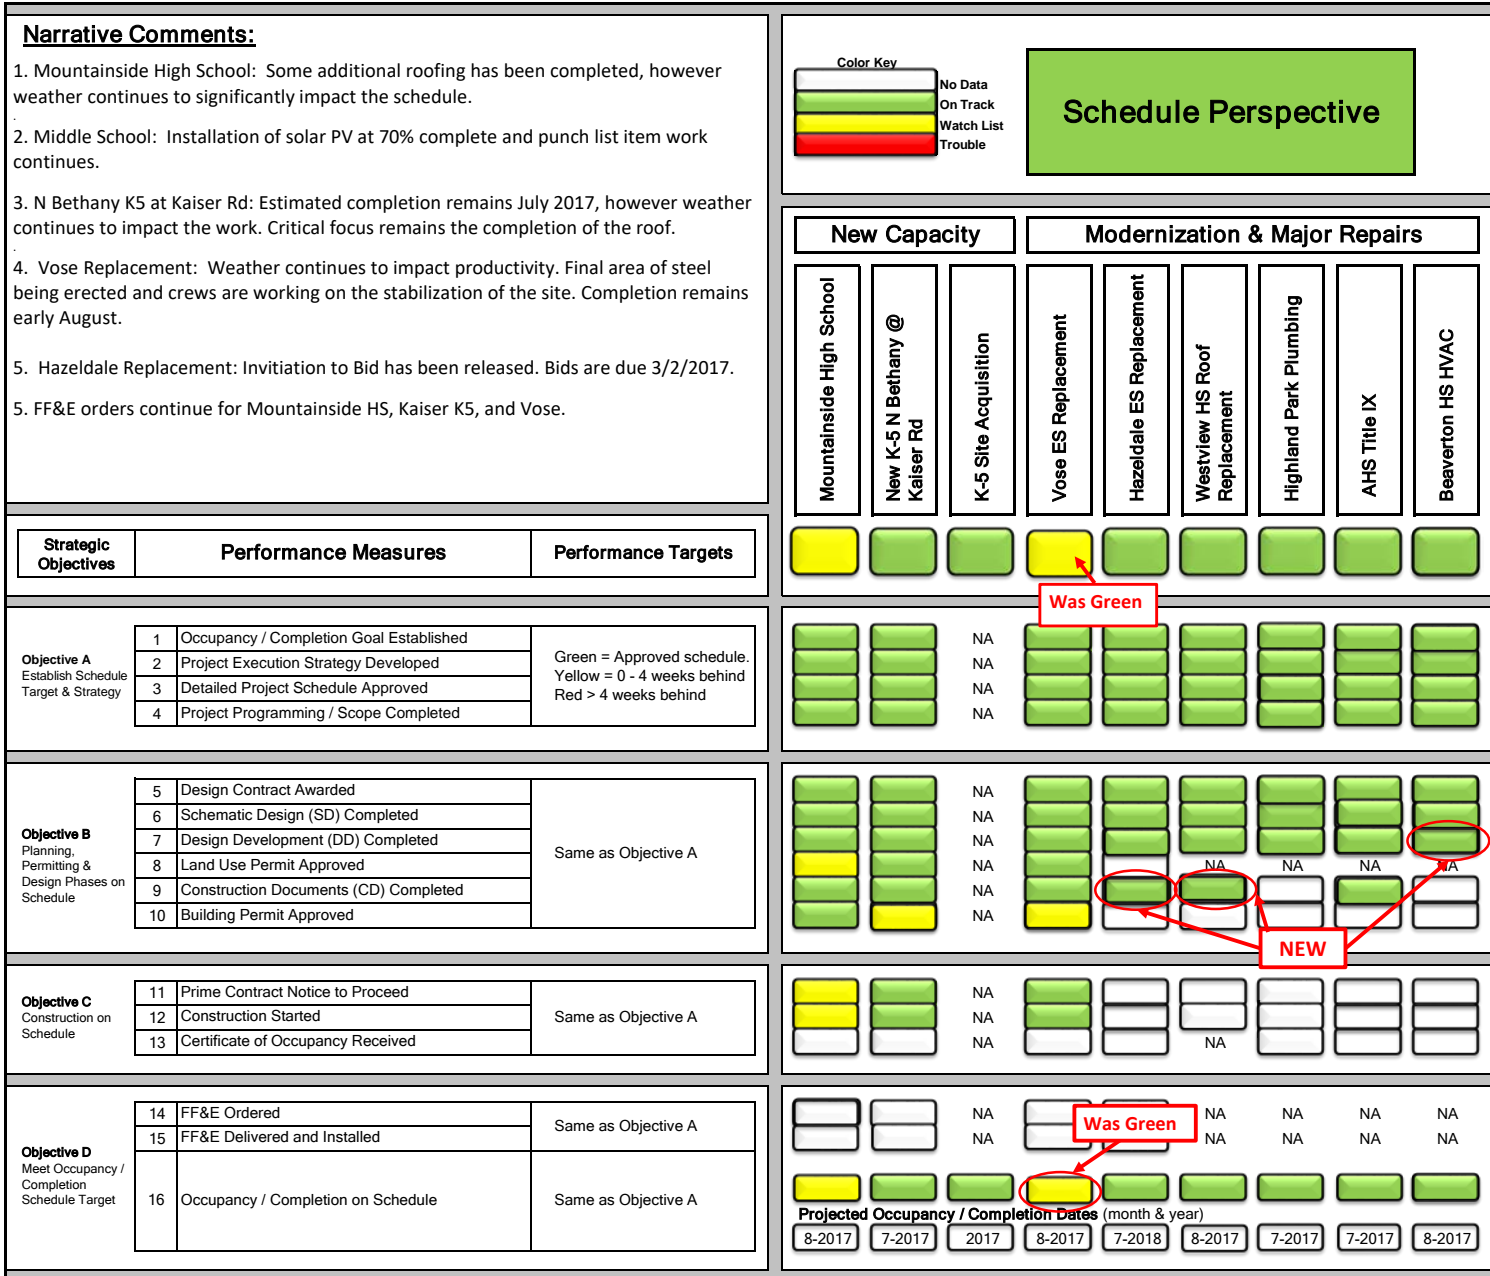 Narrative Comments:
1. Mountainside High School:  Some additional roofing has been completed, however
weather continues to significantly impact the schedule.
.
2. Middle School:  Installation of solar PV at 70% complete and punch list item work
continues.
3. N Bethany K5 at Kaiser Rd: Estimated completion remains July 2017, however weather
continues to impact the work. Critical focus remains the completion of the roof.
.
4.  Vose Replacement:  Weather continues to impact productivity. Final area of steel
being erected and crews are working on the stabilization of the site. Completion remains
early August.
5.  Hazeldale Replacement: Invitiation to Bid has been released. Bids are due 3/2/2017.
5. FF&E orders continue for Mountainside HS, Kaiser K5, and Vose.
Color Key
No Data
On Track
Watch List
Trouble
Schedule Perspective
New Capacity
Modernization & Major Repairs
Mountainside High School
New K-5 N Bethany @
Kaiser Rd
K-5 Site Acquisition
Vose ES Replacement
Hazeldale ES Replacement
Westview HS Roof
Replacement
Highland Park Plumbing
AHS Title IX
Beaverton HS HVAC
Strategic
Objectives
Performance Measures
Performance Targets
Was Green
Objective A
Establish Schedule
Target & Strategy
1 Occupancy / Completion Goal Established
2 Project Execution Strategy Developed
3 Detailed Project Schedule Approved
4 Project Programming / Scope Completed
Green = Approved schedule.
Yellow = 0 - 4 weeks behind
Red > 4 weeks behind
NA
NA
NA
NA
Objective B
Planning,
Permitting &
Design Phases on
Schedule
5 Design Contract Awarded
6 Schematic Design (SD) Completed
7 Design Development (DD) Completed
8 Land Use Permit Approved
9 Construction Documents (CD) Completed
10 Building Permit Approved
Same as Objective A
NA
NA
NA
NA NA NA NA NA
NA
NA
NEW
Objective C
Construction on
Schedule
11 Prime Contract Notice to Proceed
12 Construction Started
13 Certificate of Occupancy Received
Same as Objective A
NA
NA
NA NA
Objective D
Meet Occupancy /
Completion
Schedule Target
14 FF&E Ordered
15 FF&E Delivered and Installed
Same as Objective A
16 Occupancy / Completion on Schedule
Same as Objective A
NA NA NA NA NA
NA NA NA NA NA
Was Green
Projected Occupancy / Completion Dates (month & year)
8-2017 7-2017 2017 8-2017 7-2018 8-2017 7-2017 7-2017 8-2017